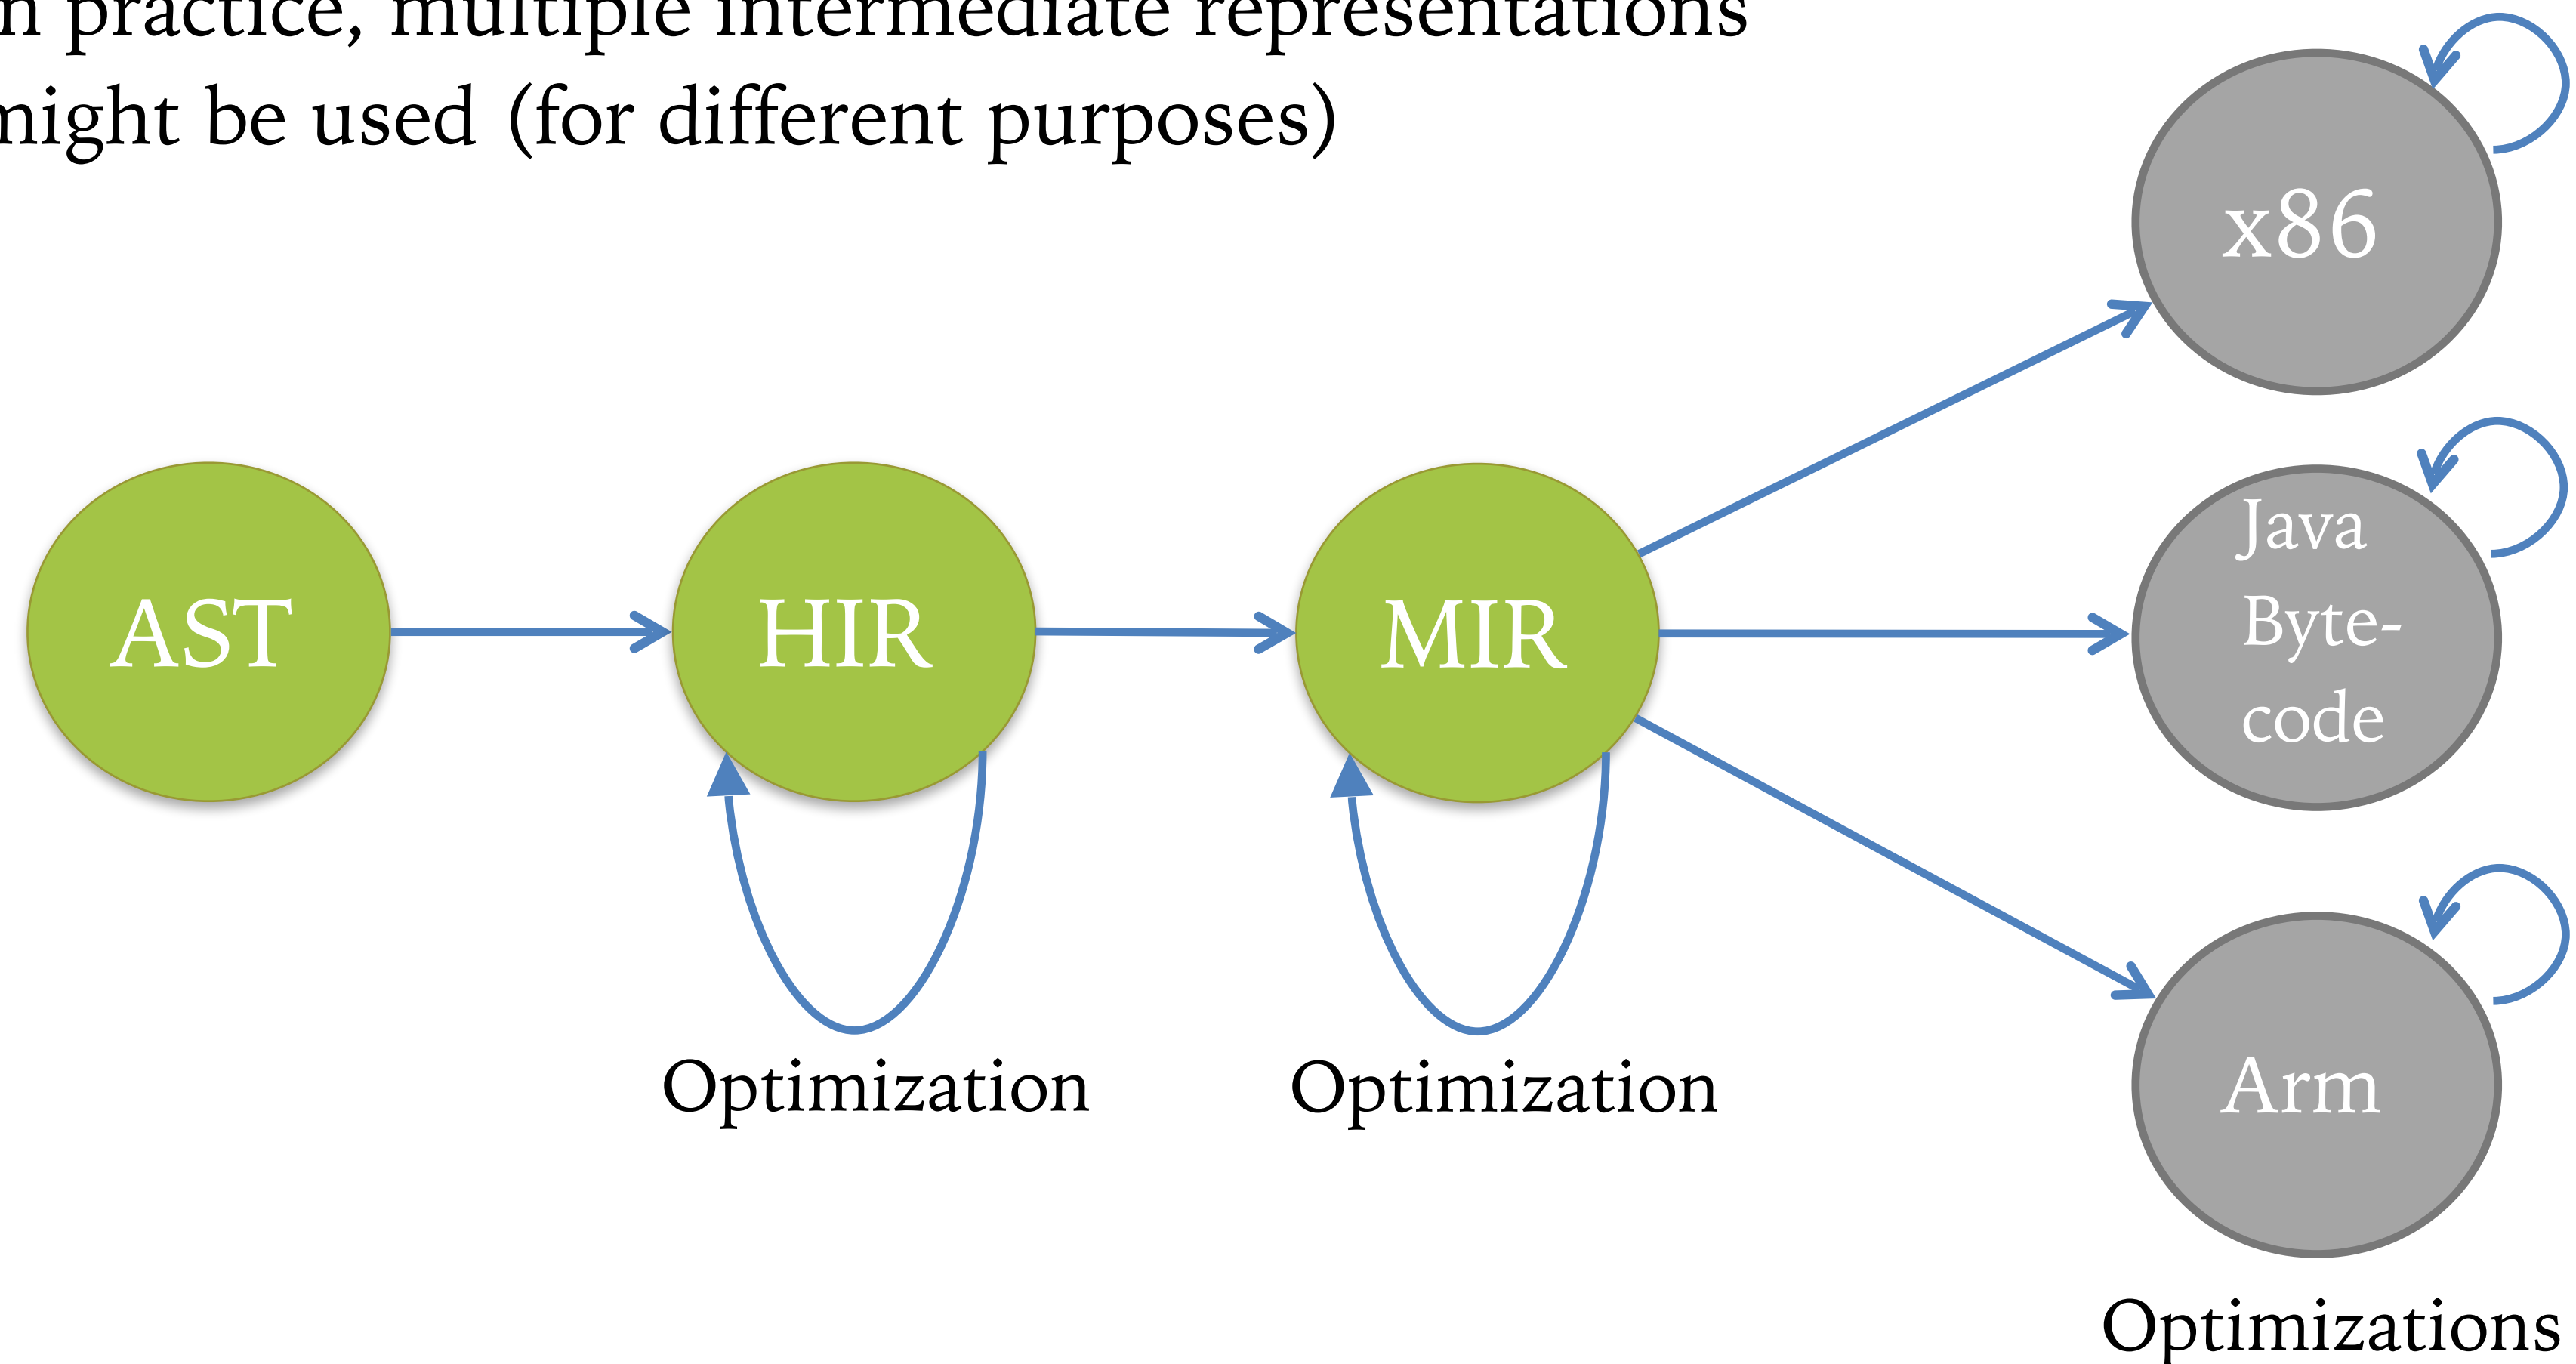 n practice, multiple intermediate representations
might be used (for different purposes)
x86
Java
Byte-
code
AST
HIR
MIR
Arm
Optimization
Optimization
Optimizations